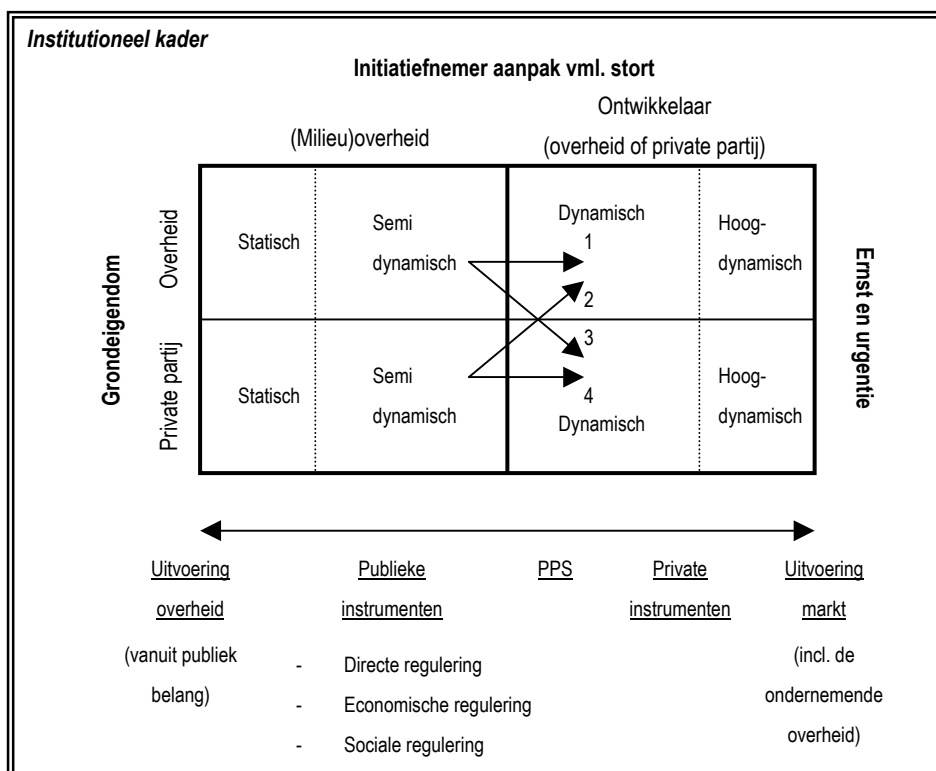 Institutioneel kader
Initiatiefnemer aanpak vml. stort
Ontwikkelaar
(Milieu)overheid
(overheid of private partij)
Grondeigendom
Overheid
Statisch
Semi
dynamisch
Dynamisch
1
2
Hoog-
dynamisch
Ernst en urgentie
Private partij
Statisch
Semi
dynamisch
3
4
Dynamisch
Hoog-
dynamisch
Uitvoering
overheid
(vanuit publiek
belang)
Publieke
instrumenten
- Directe regulering
- Economische regulering
- Sociale regulering
PPS
Private
instrumenten
Uitvoering
markt
(incl. de
ondernemende
overheid)